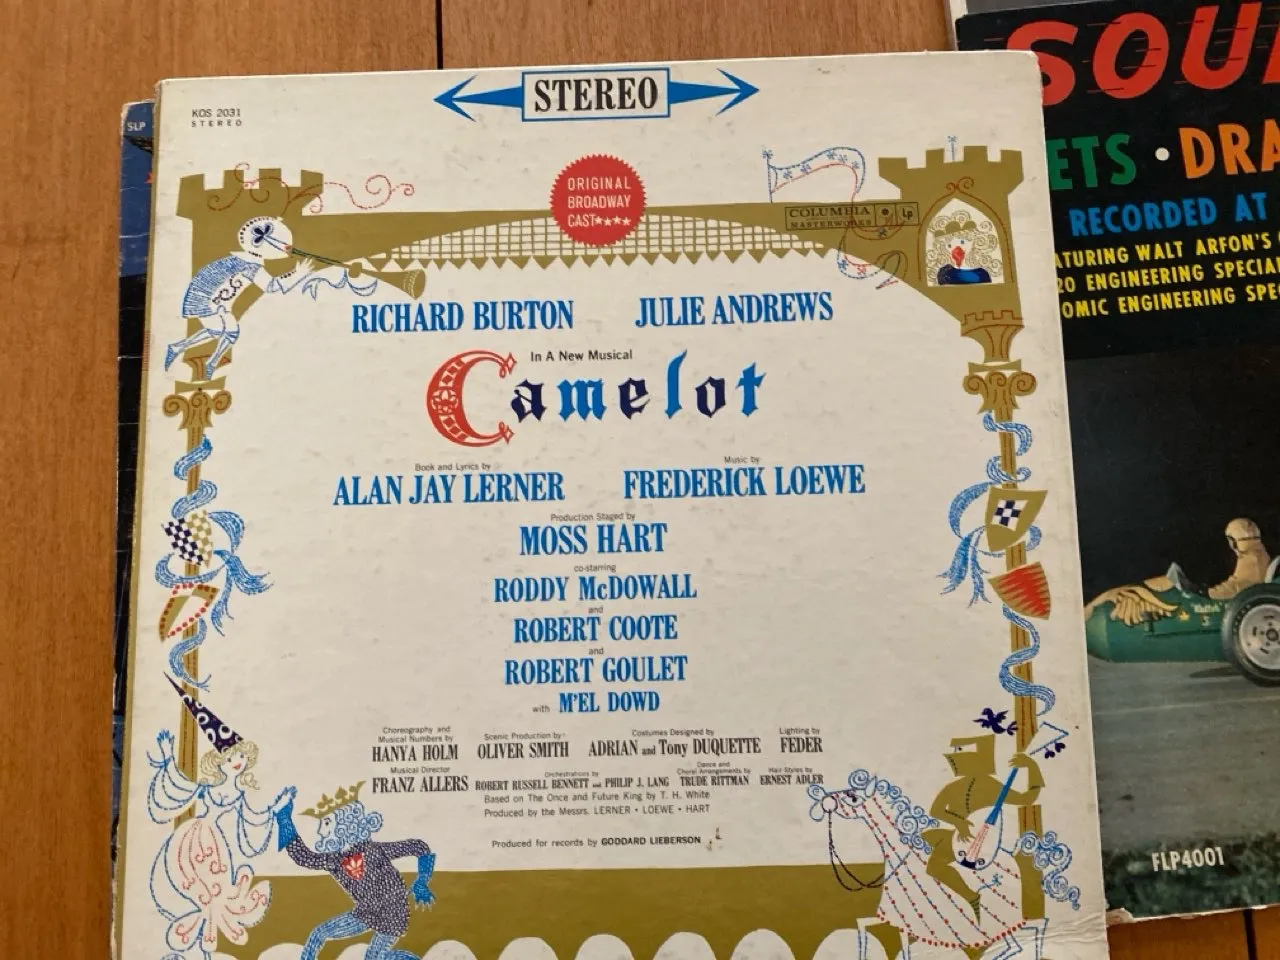 STEREO
KOS 2031
STEREO
ORIGINAL
BROADWAY
CAST★★★★
COLUMBIA
MASTERWORKS
Lp
RICHARD BURTON JULIE ANDREWS
In A New Musical
Camelot
Book and Lyrics by Music by
ALAN JAY LERNER FREDERICK LOEWE
Production Staged by
MOSS HART
co-starring
RODDY McDOWALL
and
ROBERT COOTE
and
ROBERT GOULET
with M'EL DOWD
Choreography and
Musical Numbers by
HANYA HOLM
Scenic Production by
OLIVER SMITH
Costumes Designed by
ADRIAN and Tony DUQUETTE
Lighting by
FEDER
Musical Director
FRANZ ALLERS
Orchestrations by
ROBERT RUSSELL BENNETT and PHILIP J. LANG
Dance and
Choral Arrangements by
TRUDE RITTMAN
Hair Styles by
ERNEST ADLER
Based on The Once and Future King by T. H. White
Produced by the Messrs. LERNER • LOEWE • HART
Produced for records by GODDARD LIEBERSON
SLP
SOU
ETS • DRA
RECORDED AT
ATURING WALT ARFON'S
20 ENGINEERING SPECIA
OMIC ENGINEERING SPE
5
FLP4001